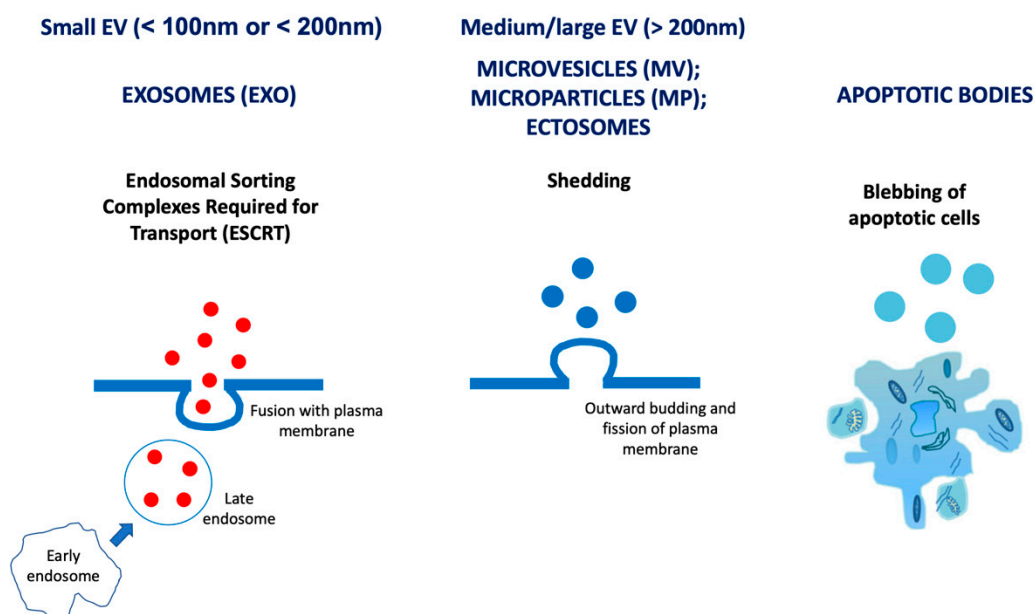 Small EV (< 100nm or < 200nm)
Medium/large EV (> 200nm)
EXOSOMES (EXO)
MICROVESICLES (MV);
MICROPARTICLES (MP);
ECTOSOMES
APOPTOTIC BODIES
Endosomal Sorting
Complexes Required for
Transport (ESCRT)
Shedding
Blebbing of
apoptotic cells
Fusion with plasma
membrane
Outward budding and
fission of plasma
membrane
Late
endosome
Early
endosome